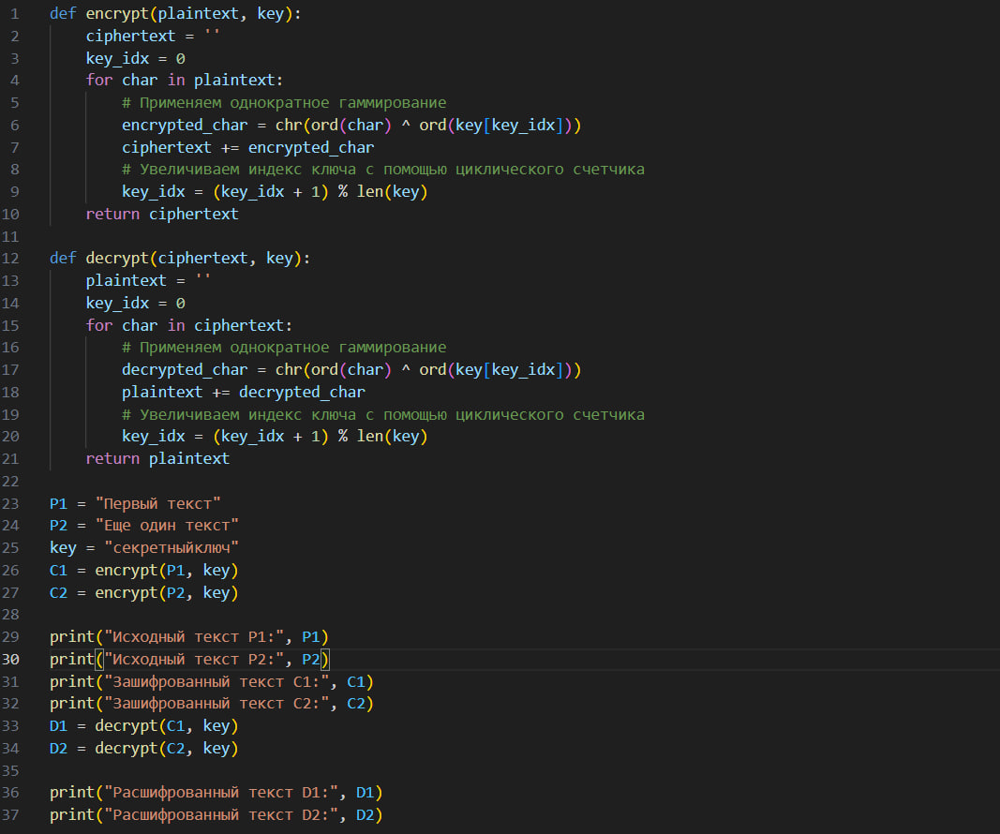 1 def encrypt(plaintext, key):
2     ciphertext = ''
3     key_idx = 0
4     for char in plaintext:
5         # Применяем однократное гаммирование
6         encrypted_char = chr(ord(char) ^ ord(key[key_idx]))
7         ciphertext += encrypted_char
8         # Увеличиваем индекс ключа с помощью циклического счетчика
9         key_idx = (key_idx + 1) % len(key)
10     return ciphertext
11
12 def decrypt(ciphertext, key):
13     plaintext = ''
14     key_idx = 0
15     for char in ciphertext:
16         # Применяем однократное гаммирование
17         decrypted_char = chr(ord(char) ^ ord(key[key_idx]))
18         plaintext += decrypted_char
19         # Увеличиваем индекс ключа с помощью циклического счетчика
20         key_idx = (key_idx + 1) % len(key)
21     return plaintext
22
23 P1 = "Первый текст"
24 P2 = "Еще один текст"
25 key = "секретныйключ"
26 C1 = encrypt(P1, key)
27 C2 = encrypt(P2, key)
28
29 print("Исходный текст P1:", P1)
30 print("Исходный текст P2:", P2)
31 print("Зашифрованный текст C1:", C1)
32 print("Зашифрованный текст C2:", C2)
33 D1 = decrypt(C1, key)
34 D2 = decrypt(C2, key)
35
36 print("Расшифрованный текст D1:", D1)
37 print("Расшифрованный текст D2:", D2)